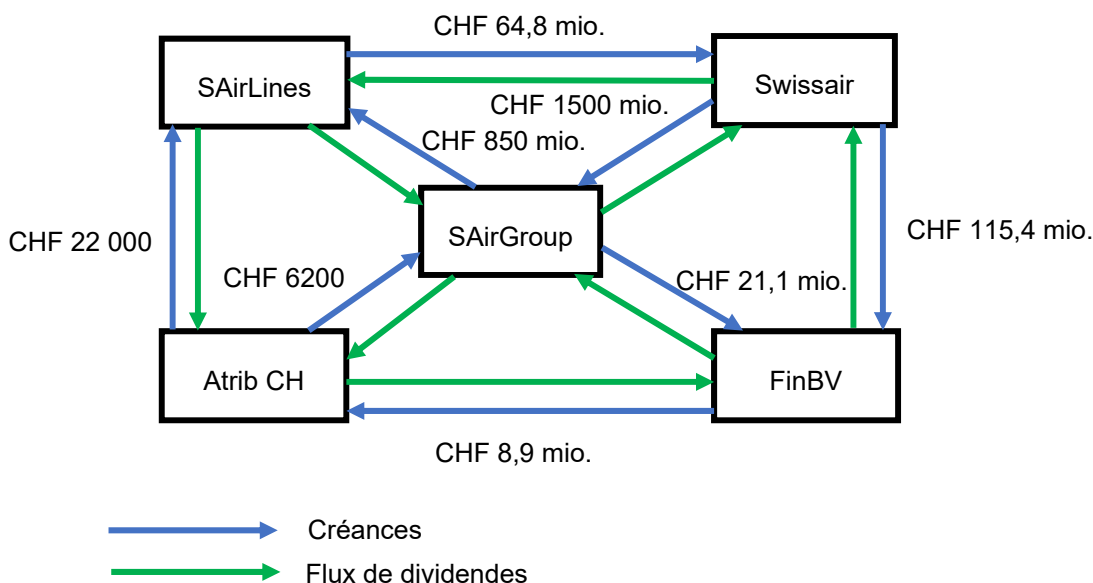 CHF 64,8 mio.
SAirLines
Swissair
CHF 1500 mio.
CHF 850 mio.
CHF 22 000
SAirGroup
CHF 115,4 mio.
CHF 6200
CHF 21,1 mio.
Atrib CH
FinBV
CHF 8,9 mio.
Créances
Flux de dividendes